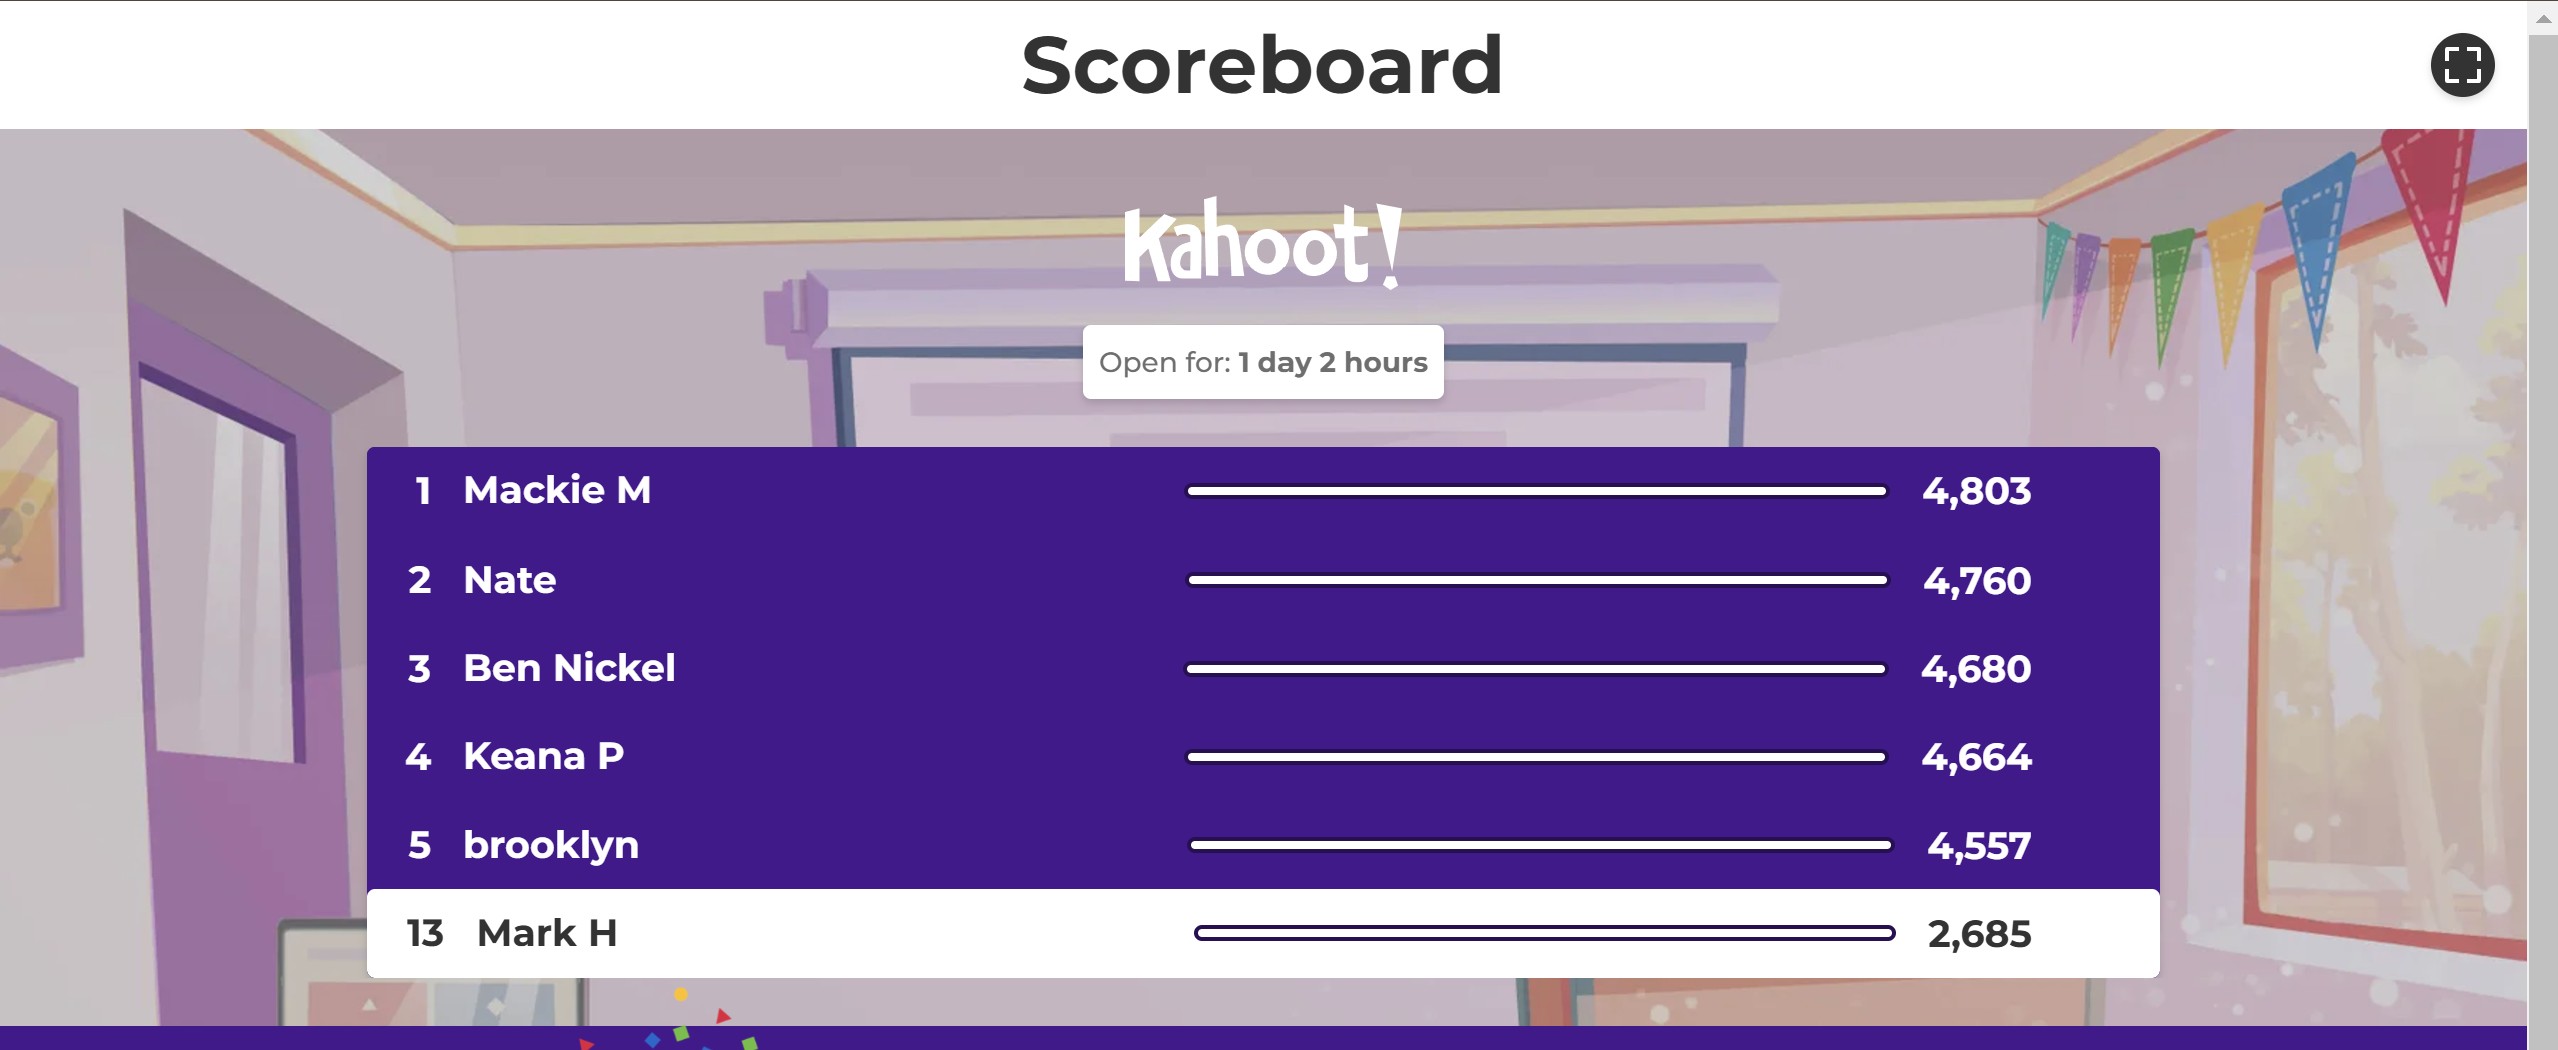 Scoreboard
Kahoot!
Open for: 1 day 2 hours
1 Mackie M 4,803
2 Nate 4,760
3 Ben Nickel 4,680
4 Keana P 4,664
5 brooklyn 4,557
13 Mark H 2,685